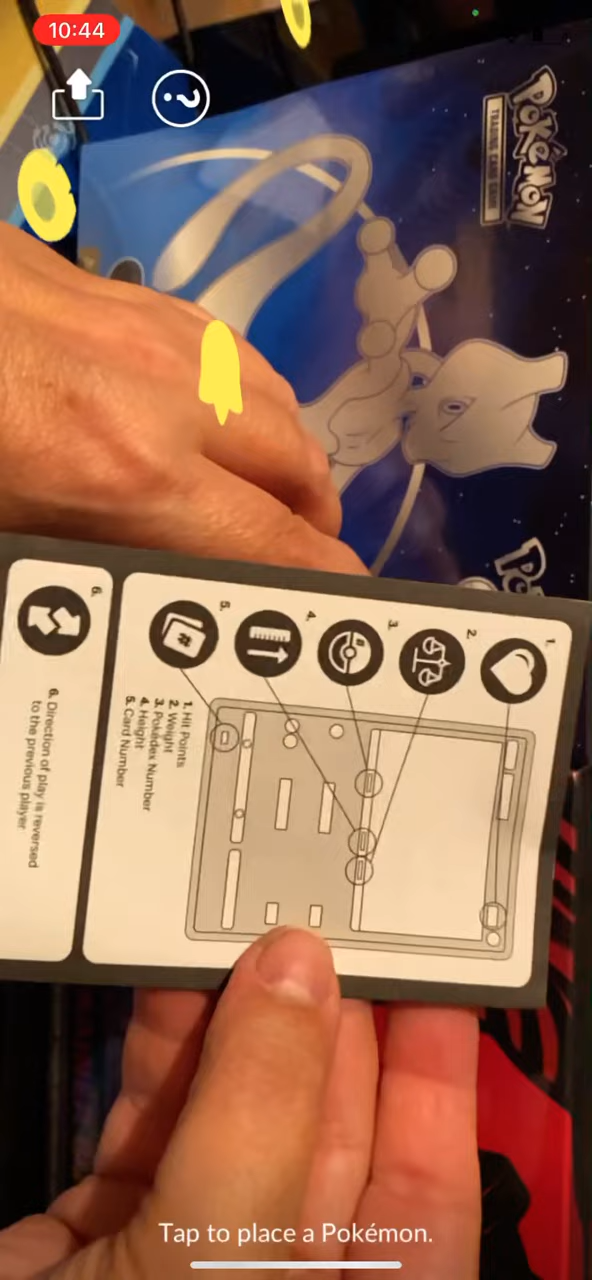 10:44
POKéMON
TRADING CARD GAME
1.
2.
3.
4.
5.
6.
#
1. Hit Points
2. Weight
3. Pokédex Number
4. Height
5. Card Number
6. Direction of play is reversed
to the previous player.
Tap to place a Pokémon.